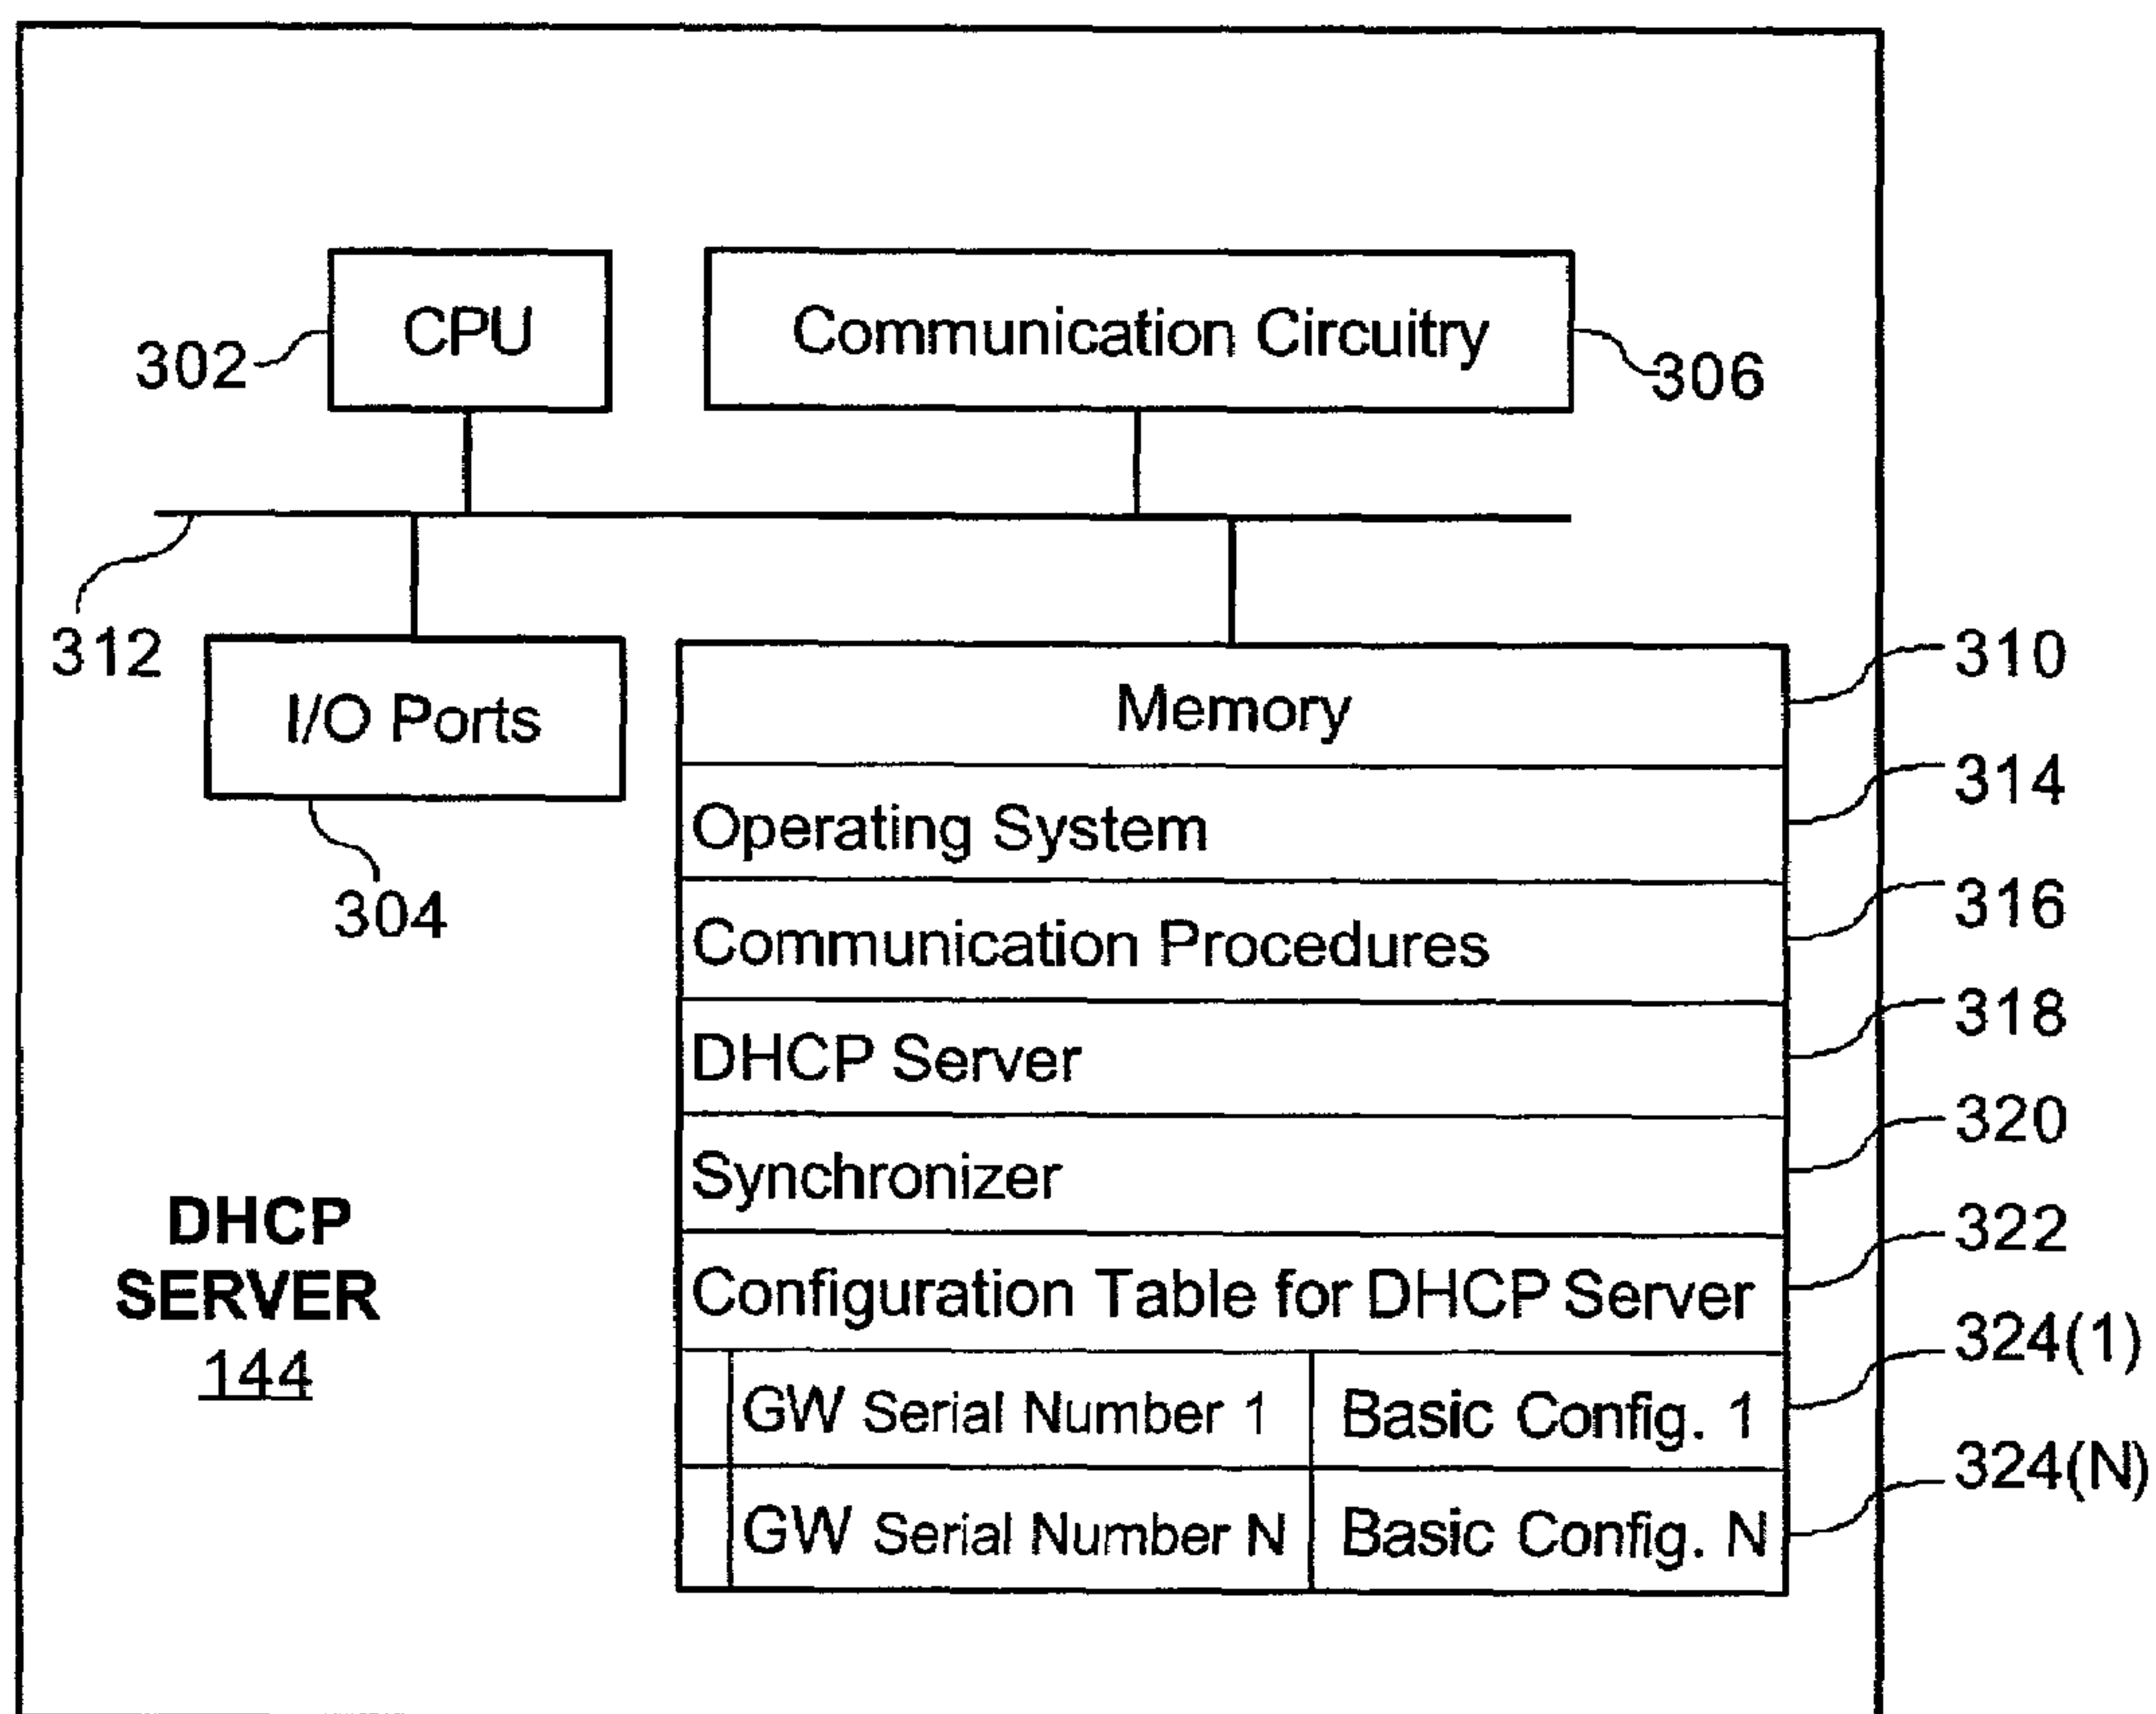 CPU
Communication Circuitry
302
306
312
I/O Ports
304
Memory
310
Operating System
314
Communication Procedures
316
DHCP Server
318
Synchronizer
320
Configuration Table for DHCP Server
322
GW Serial Number 1
Basic Config. 1
324(1)
GW Serial Number N
Basic Config. N
324(N)
DHCP
SERVER
144